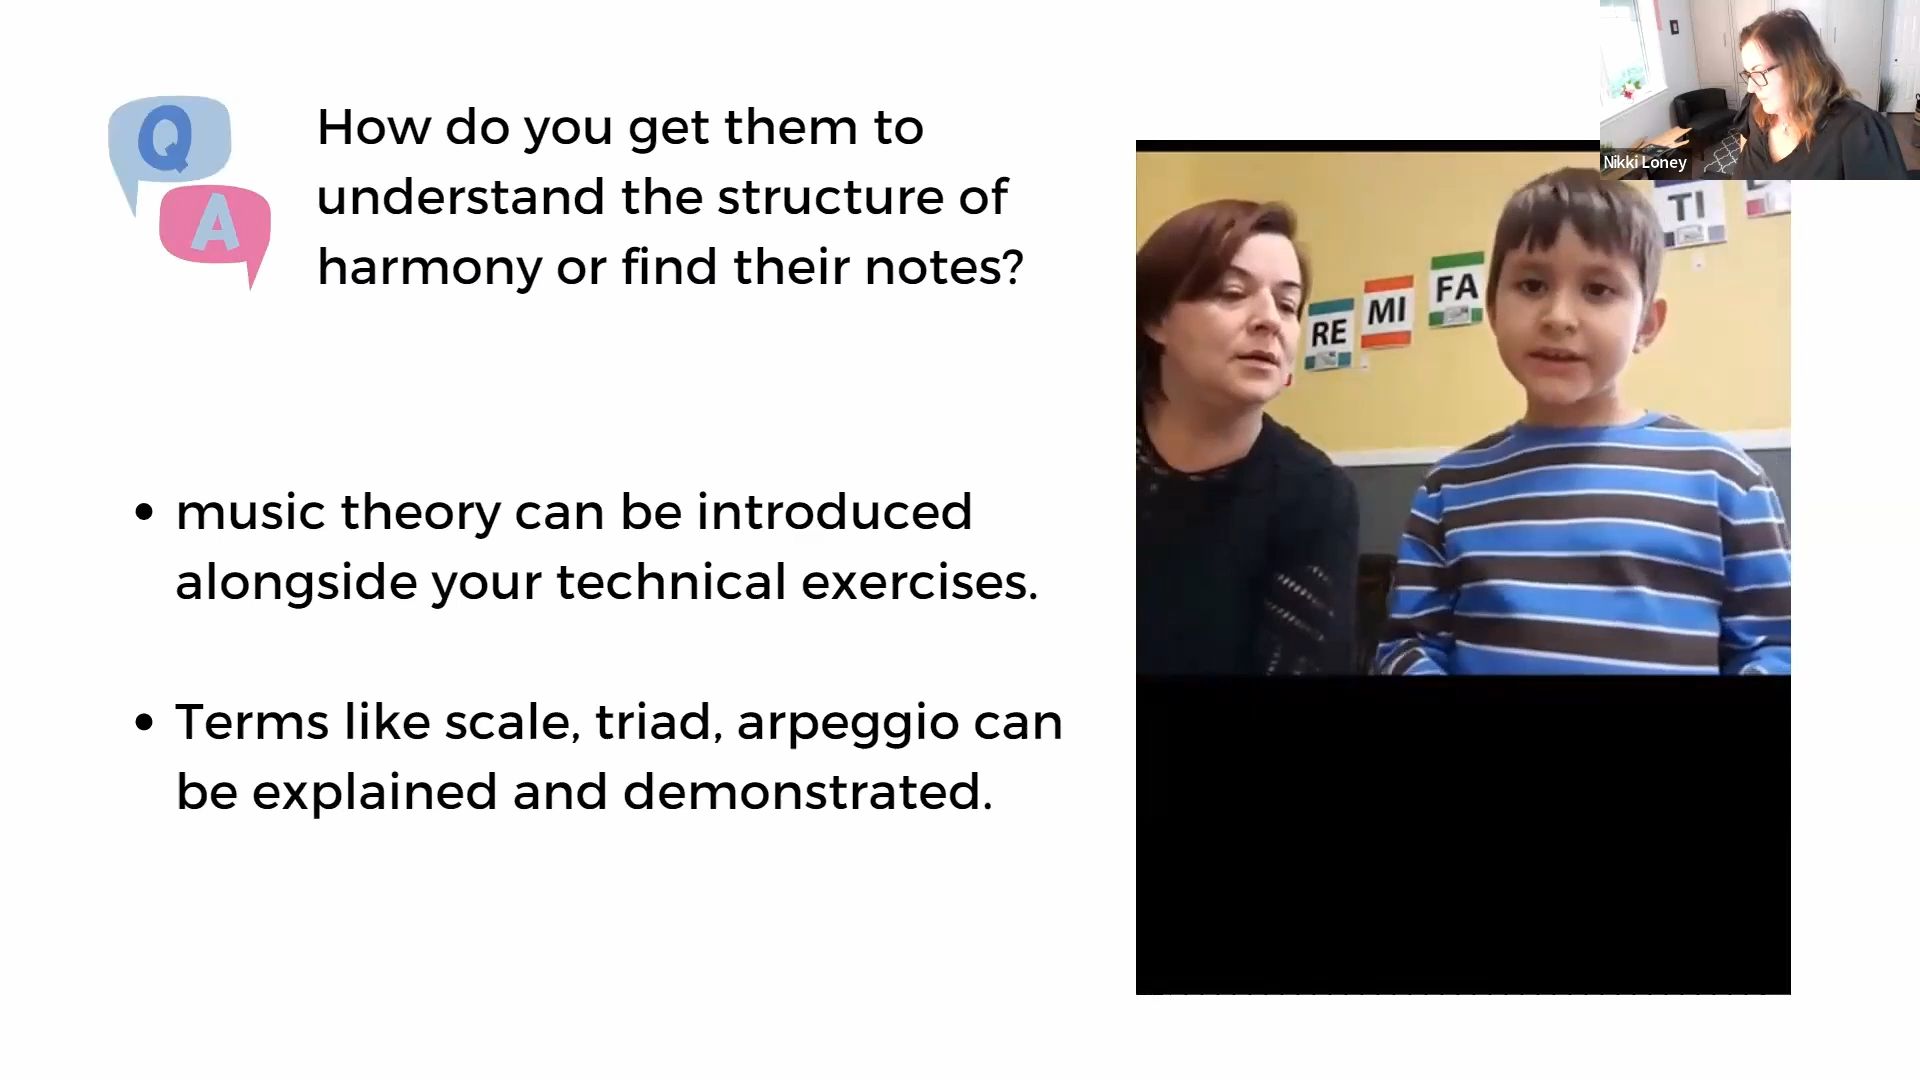 Q
A
How do you get them to
understand the structure of
harmony or find their notes?
• music theory can be introduced
alongside your technical exercises.
• Terms like scale, triad, arpeggio can
be explained and demonstrated.
Nikki Loney
RE
MI
FA
TI